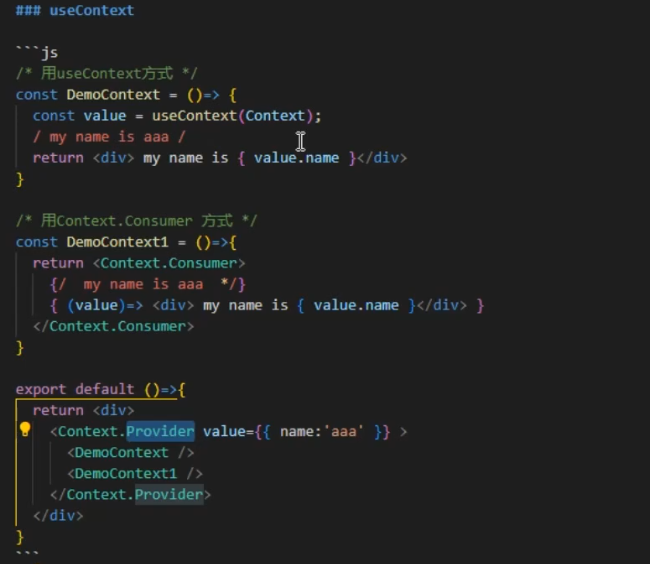 ### useContext
```js
/* 用useContext方式 */
const DemoContext = ()=> {
  const value = useContext(Context);
  / my name is aaa /
  return <div> my name is { value.name }</div>
}
/* 用Context.Consumer 方式 */
const DemoContext1 = ()=>{
  return <Context.Consumer>
    {/  my name is aaa  */}
    { (value)=> <div> my name is { value.name }</div> }
  </Context.Consumer>
}
export default ()=>{
  return <div>
    <Context.Provider value={{ name:'aaa' }} >
      <DemoContext />
      <DemoContext1 />
    </Context.Provider>
  </div>
}
```